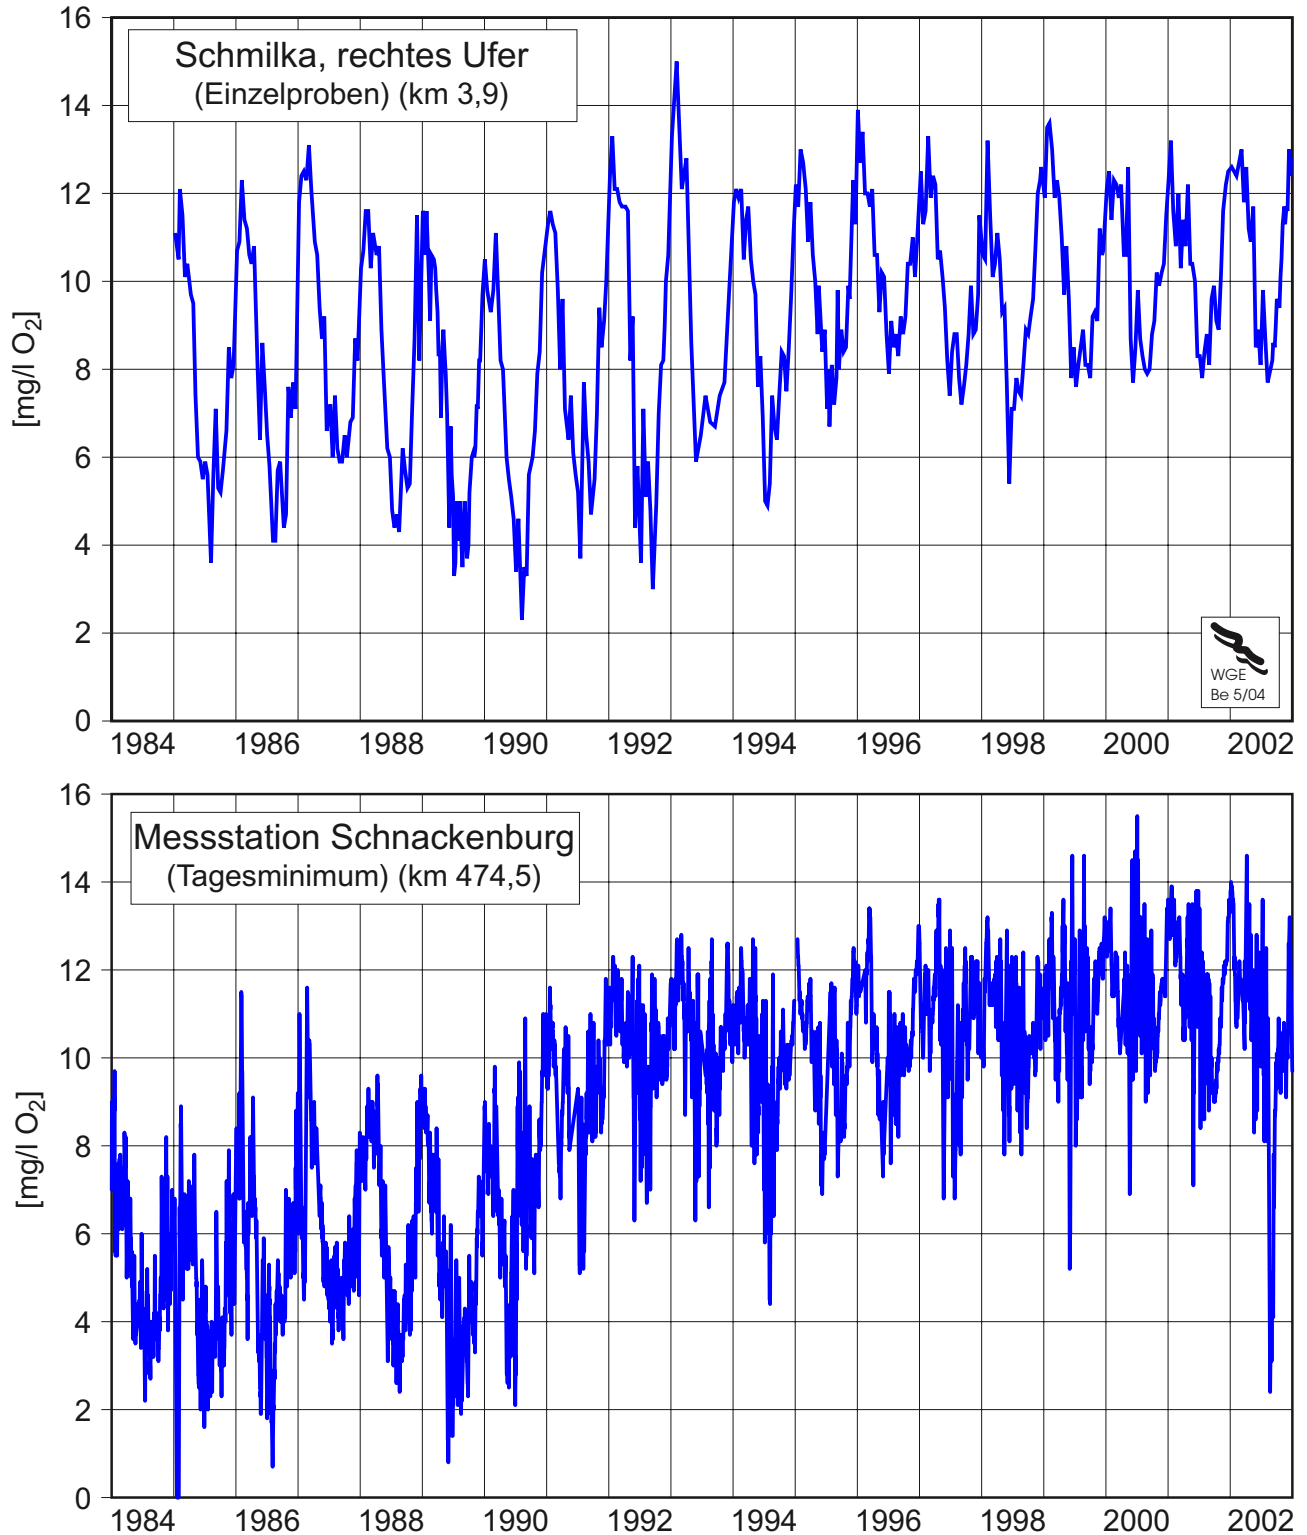 16
Schmilka, rechtes Ufer
(Einzelproben) (km 3,9)
14
12
10
[mg/l O₂]
8
6
4
2
WGE
Be 5/04
0
1984 1986 1988 1990 1992 1994 1996 1998 2000 2002
16
Messstation Schnackenburg
(Tagesminimum) (km 474,5)
14
12
10
[mg/l O₂]
8
6
4
2
0
1984 1986 1988 1990 1992 1994 1996 1998 2000 2002